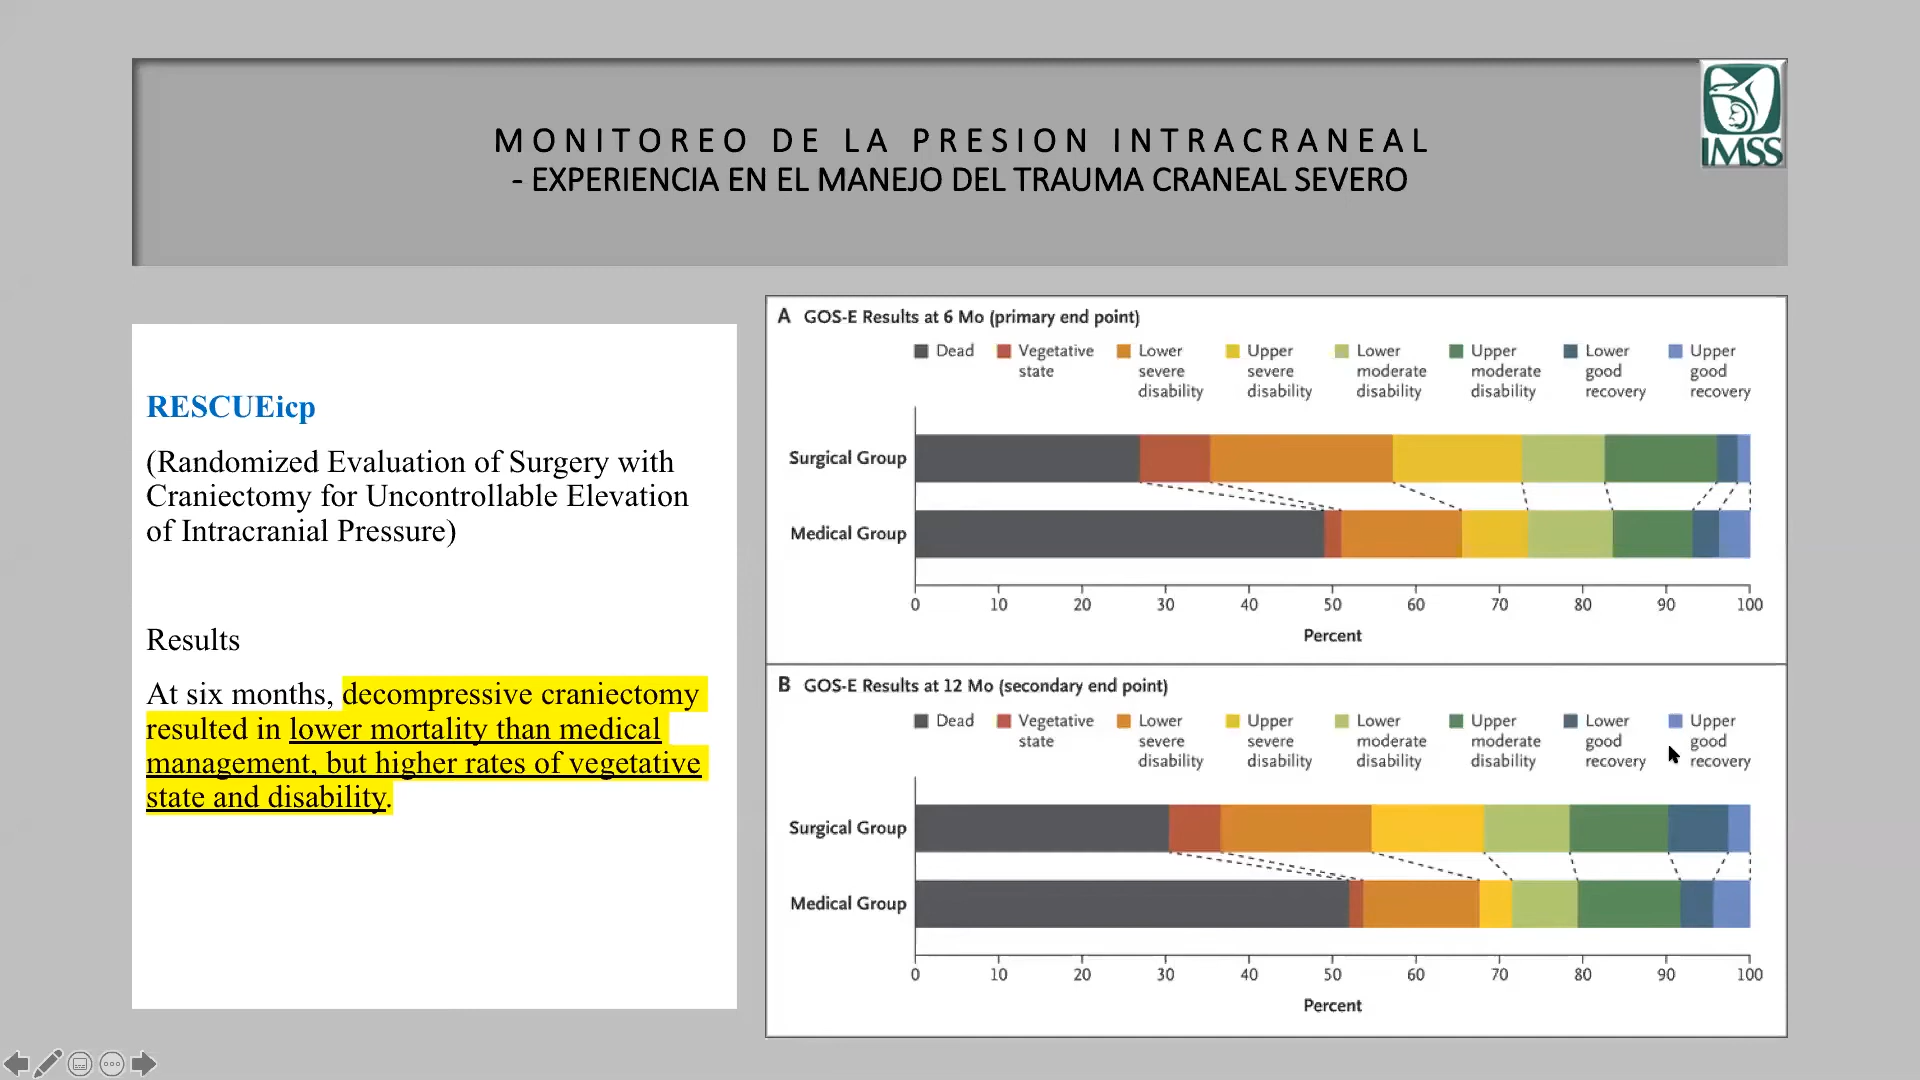 MONITOREO DE LA PRESION INTRACRANEAL
- EXPERIENCIA EN EL MANEJO DEL TRAUMA CRANEAL SEVERO
IMSS
RESCUEicp
(Randomized Evaluation of Surgery with
Craniectomy for Uncontrollable Elevation
of Intracranial Pressure)
Results
At six months, decompressive craniectomy
resulted in lower mortality than medical
management, but higher rates of vegetative
state and disability.
A GOS-E Results at 6 Mo (primary end point)
Dead
Vegetative
state
Lower
severe
disability
Upper
severe
disability
Lower
moderate
disability
Upper
moderate
disability
Lower
good
recovery
Upper
good
recovery
Surgical Group
Medical Group
0 10 20 30 40 50 60 70 80 90 100
Percent
B GOS-E Results at 12 Mo (secondary end point)
Dead
Vegetative
state
Lower
severe
disability
Upper
severe
disability
Lower
moderate
disability
Upper
moderate
disability
Lower
good
recovery
Upper
good
recovery
Surgical Group
Medical Group
0 10 20 30 40 50 60 70 80 90 100
Percent